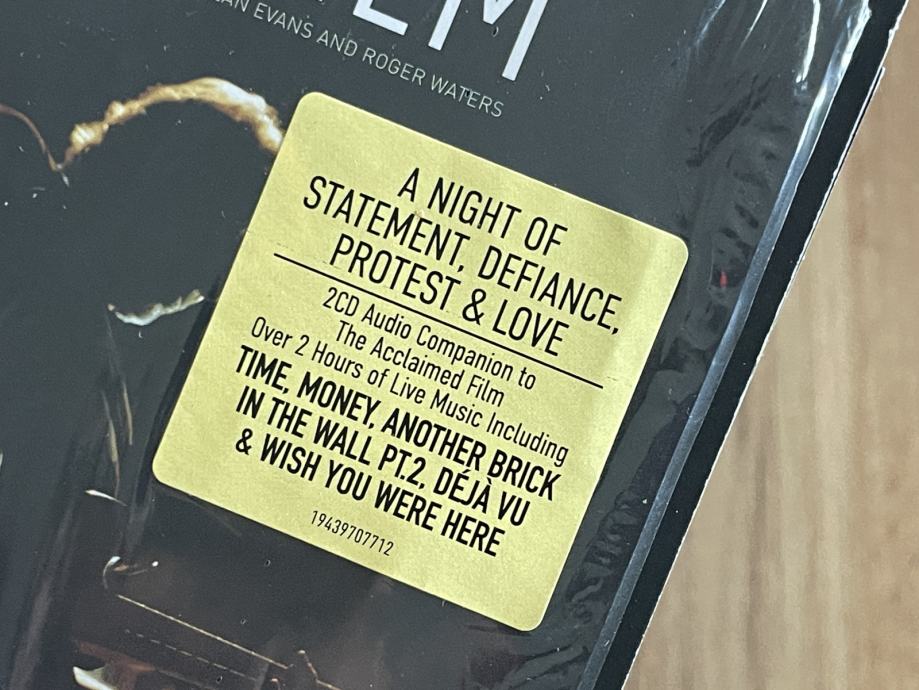 EVANS AND ROGER WATERS
A NIGHT OF
STATEMENT, DEFIANCE,
PROTEST & LOVE
2CD Audio Companion to
The Acclaimed Film
Over 2 Hours of Live Music Including
TIME, MONEY, ANOTHER BRICK
IN THE WALL PT.2, DÉJÀ VU
& WISH YOU WERE HERE
19439707712